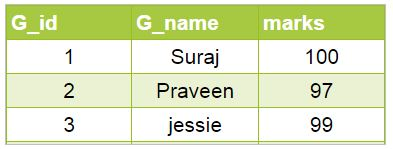 G_id G_name marks
1 Suraj 100
2 Praveen 97
3 jessie 99